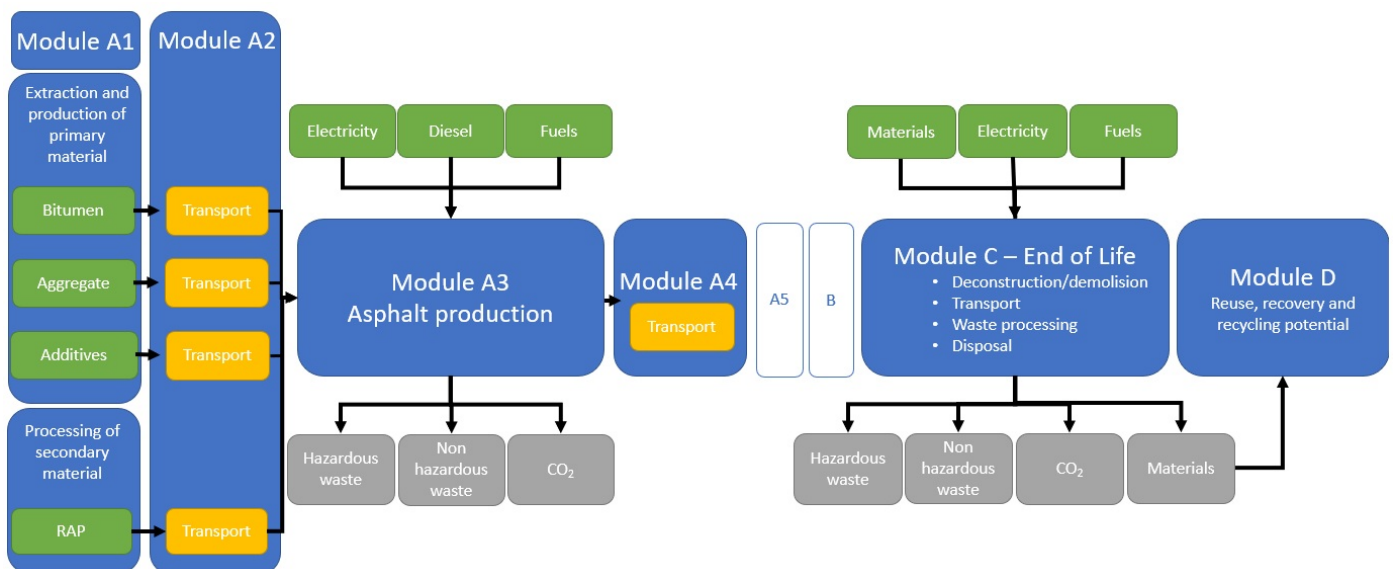 Module A1
Module A2
Extraction and
production of
primary
material
Bitumen
Transport
Aggregate
Transport
Additives
Transport
Processing of
secondary
material
RAP
Transport
Electricity
Diesel
Fuels
Module A3
Asphalt production
Hazardous
waste
Non
hazardous
waste
CO₂
Module A4
Transport
A5
B
Materials
Electricity
Fuels
Module C – End of Life
• Deconstruction/demolision
• Transport
• Waste processing
• Disposal
Hazardous
waste
Non
hazardous
waste
CO₂
Materials
Module D
Reuse, recovery and
recycling potential